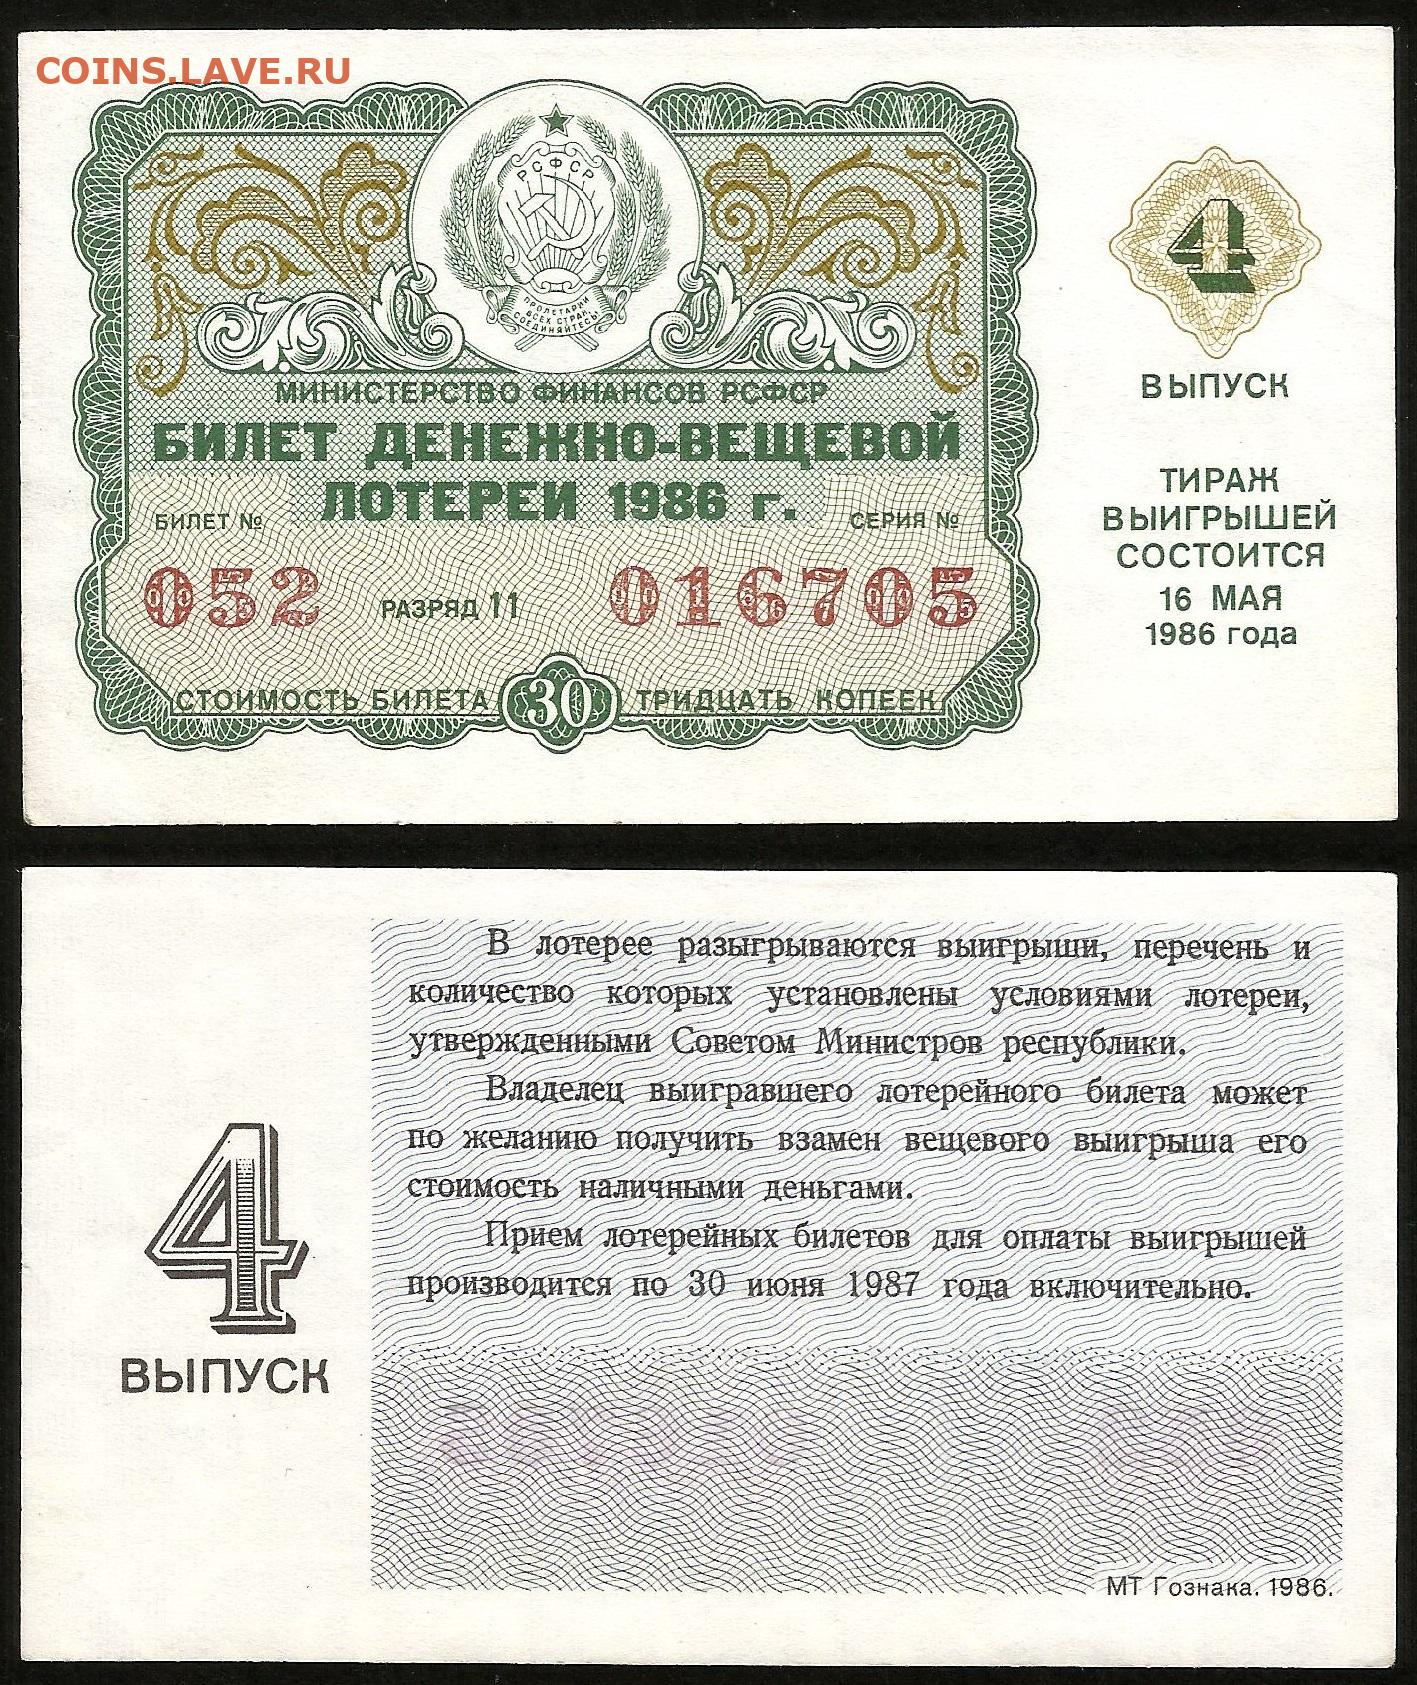 COINS.LAVE.RU
РСФСР
ПРОЛЕТАРИИ
ВСЕХ СТРАН,
СОЕДИНЯЙТЕСЬ!
МИНИСТЕРСТВО ФИНАНСОВ РСФСР
БИЛЕТ ДЕНЕЖНО-ВЕЩЕВОЙ
ЛОТЕРЕИ 1986 г.
БИЛЕТ № СЕРИЯ №
052 РАЗРЯД 11 016705
СТОИМОСТЬ БИЛЕТА 30 ТРИДЦАТЬ КОПЕЕК
4
ВЫПУСК
ТИРАЖ
ВЫИГРЫШЕЙ
СОСТОИТСЯ
16 МАЯ
1986 года
4
ВЫПУСК
В лотерее разыгрываются выигрыши, перечень и
количество которых установлены условиями лотереи,
утвержденными Советом Министров республики.
Владелец выигравшего лотерейного билета может
по желанию получить взамен вещевого выигрыша его
стоимость наличными деньгами.
Прием лотерейных билетов для оплаты выигрышей
производится по 30 июня 1987 года включительно.
МТ Гознака. 1986.